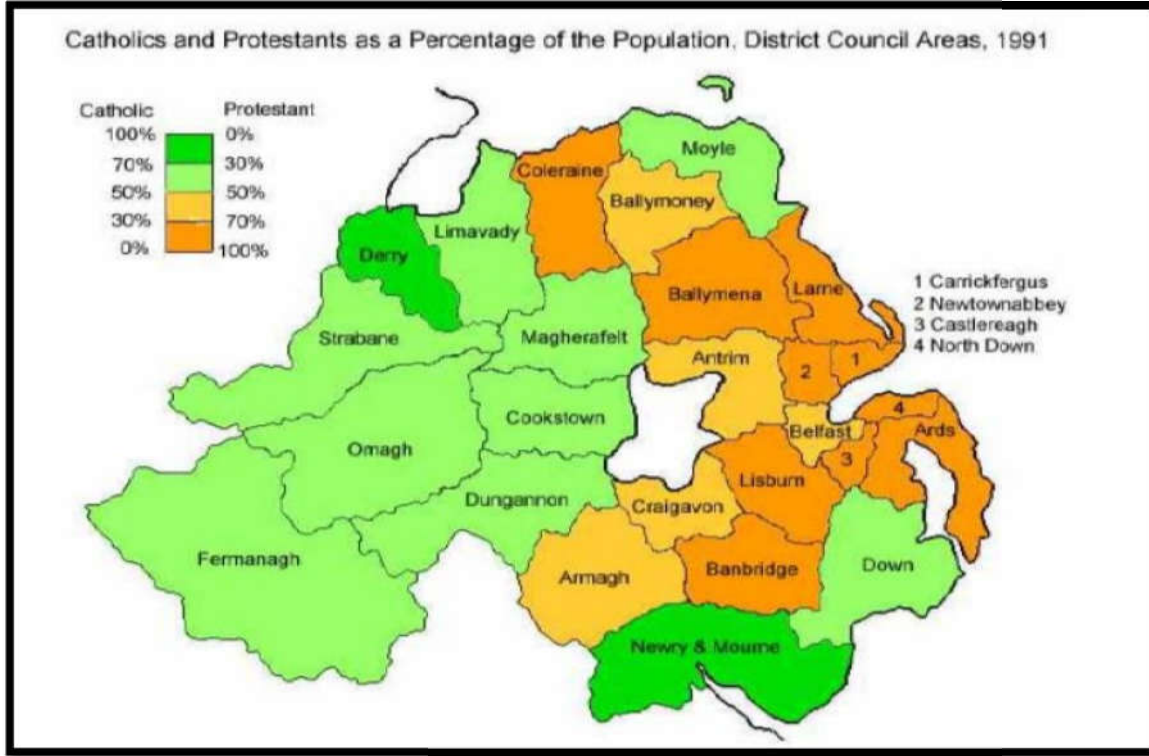 Catholics and Protestants as a Percentage of the Population, District Council Areas, 1991
Catholic Protestant
100% 0%
70% 30%
50% 50%
30% 70%
0% 100%
Moyle
Coleraine
Ballymoney
Limavady
Derry
Ballymena
Larne
1 Carrickfergus
2 Newtownabbey
3 Castlereagh
4 North Down
Strabane
Magherafelt
Antrim
2
1
Cookstown
4
Belfast
Ards
Omagh
3
Lisburn
Dungannon
Craigavon
Fermanagh
Armagh
Banbridge
Down
Newry & Mourne